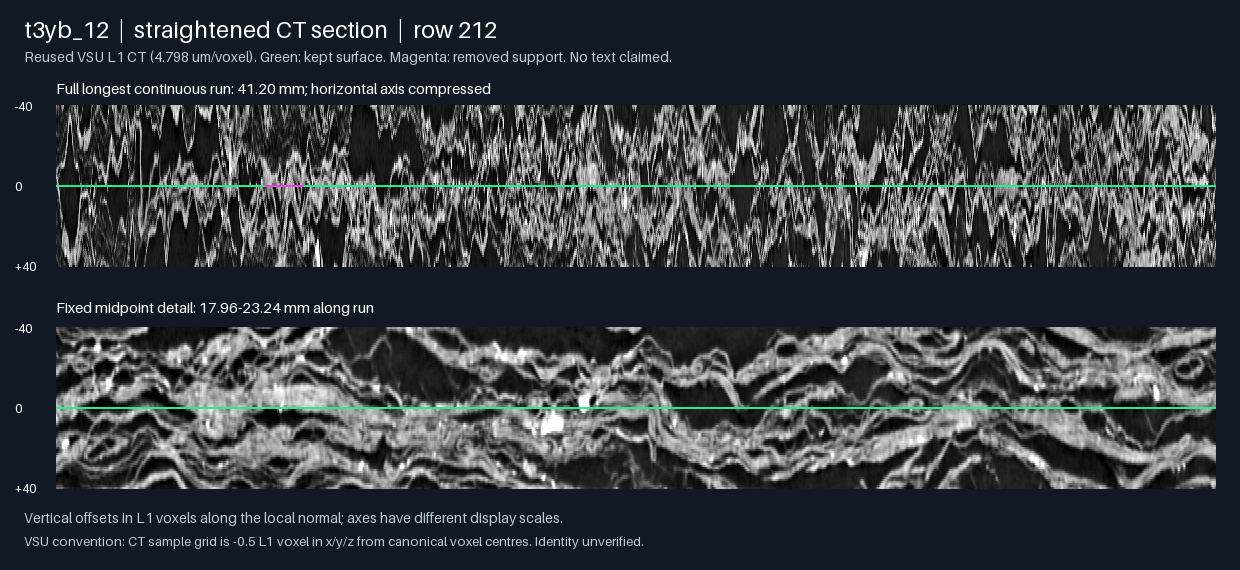 t3yb_12 | straightened CT section | row 212
Reused VSU L1 CT (4.798 um/voxel). Green: kept surface. Magenta: removed support. No text claimed.
Full longest continuous run: 41.20 mm; horizontal axis compressed
-40
0
+40
Fixed midpoint detail: 17.96-23.24 mm along run
-40
0
+40
Vertical offsets in L1 voxels along the local normal; axes have different display scales.
VSU convention: CT sample grid is -0.5 L1 voxel in x/y/z from canonical voxel centres. Identity unverified.